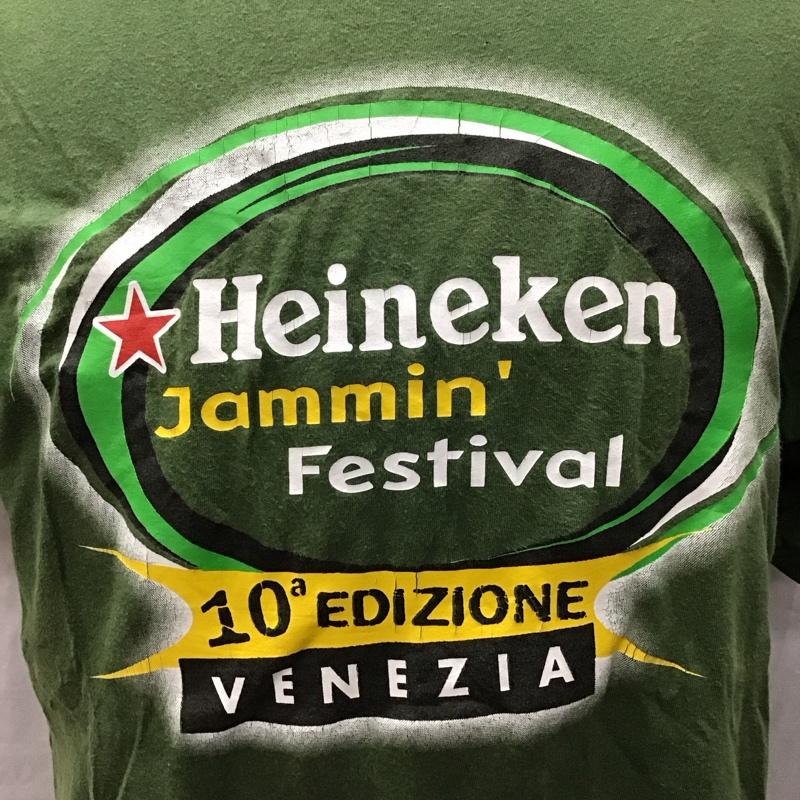 Heineken
Jammin'
Festival
10ª EDIZIONE
VENEZIA